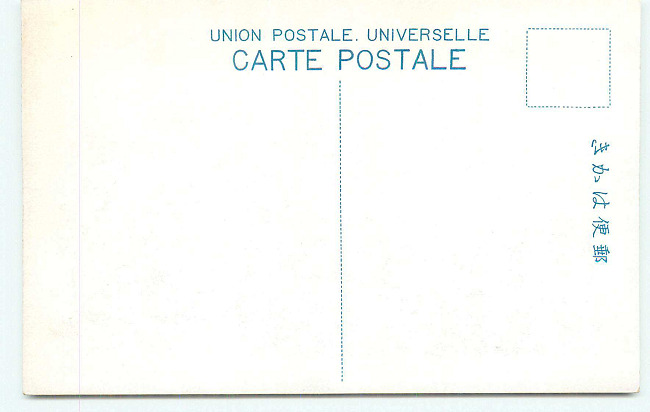 UNION POSTALE. UNIVERSELLE
CARTE POSTALE
郵便はかき